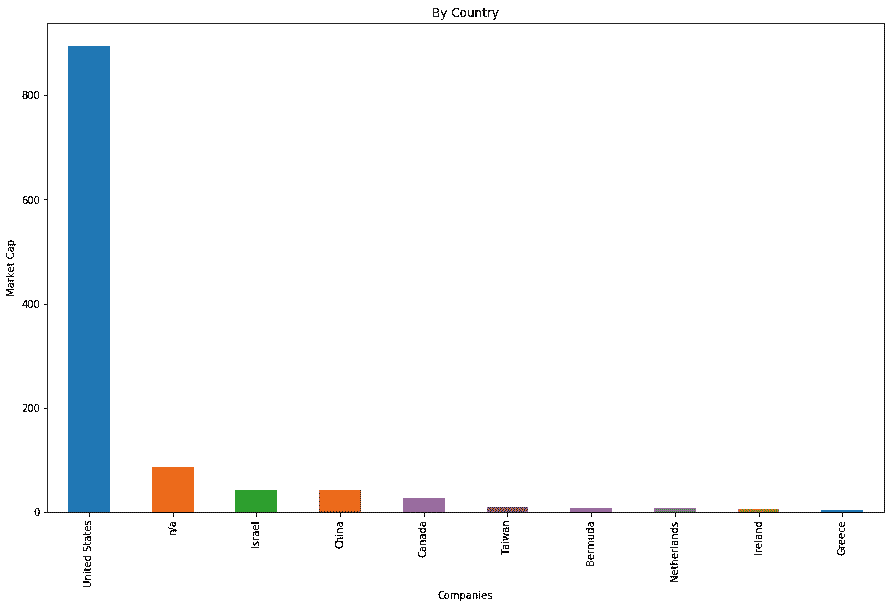 By Country
Market Cap
800
600
400
200
0
United States
n/a
Israel
China
Canada
Taiwan
Bermuda
Netherlands
Ireland
Greece
Companies